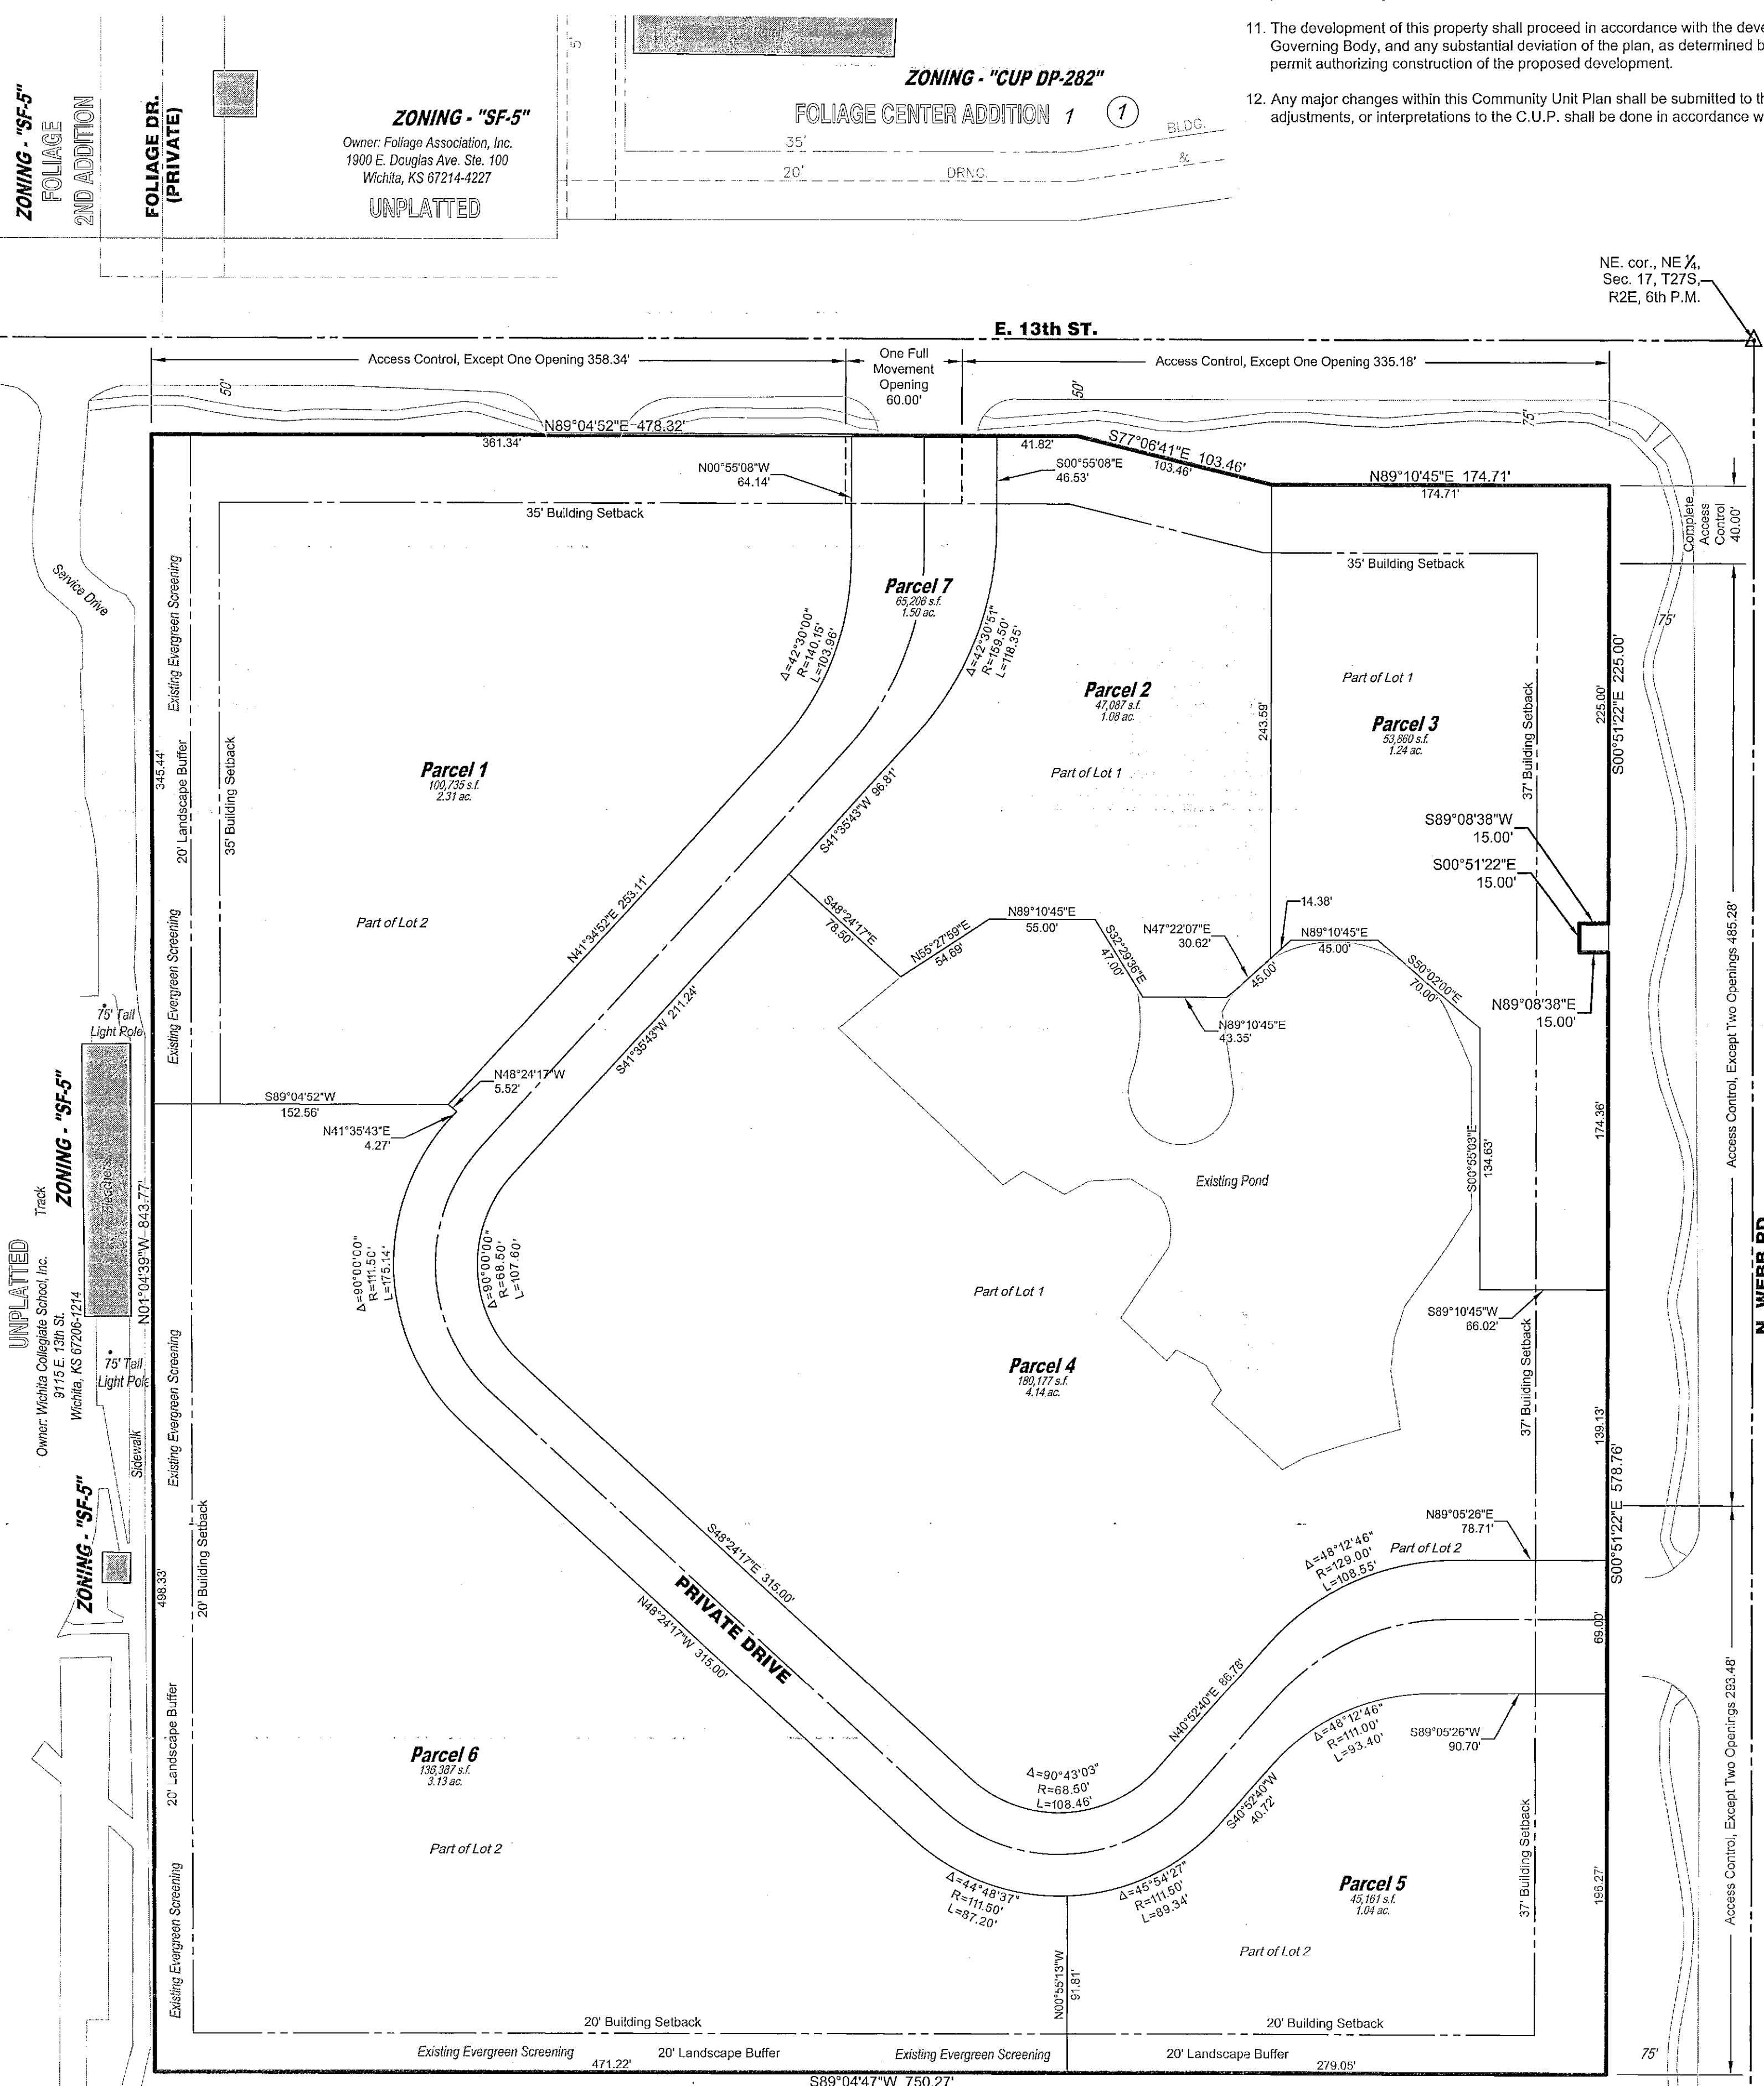 11. The development of this property shall proceed in accordance with the
Governing Body, and any substantial deviation of the plan, as determined
permit authorizing construction of the proposed development.
12. Any major changes within this Community Unit Plan shall be submitted to
adjustments, or interpretations to the C.U.P. shall be done in accordance
ZONING - "SF-5"
FOLIAGE
2ND ADDITION
FOLIAGE DR.
(PRIVATE)
ZONING - "SF-5"
Owner: Foliage Association, Inc.
1900 E. Douglas Ave. Ste. 100
Wichita, KS 67214-4227
UNPLATTED
Retail
ZONING - "CUP DP-282"
FOLIAGE CENTER ADDITION 1 1
35' BLDG.
&
20' DRNG.
NE. cor., NE ¼,
Sec. 17, T27S,
R2E, 6th P.M.
E. 13th ST.
Access Control, Except One Opening 358.34'
One Full
Movement
Opening
60.00'
Access Control, Except One Opening 335.18'
50'
50'
75'
N89°04'52"E 478.32'
361.34'
41.82'
S77°06'41"E 103.46'
103.46'
N89°10'45"E 174.71'
174.71'
N00°55'08"W
64.14'
S00°55'08"E
46.53'
35' Building Setback
35' Building Setback
Complete
Access
Control
40.00'
Service Drive
Existing Evergreen Screening
Parcel 7
65,206 s.f.
1.50 ac.
Δ=42°30'00"
R=140.15'
L=103.96'
Δ=42°30'51"
R=159.50'
L=118.35'
75'
Parcel 2
47,087 s.f.
1.08 ac.
Part of Lot 1
Part of Lot 1
Parcel 3
53,860 s.f.
1.24 ac.
243.59'
37' Building Setback
225.00'
S00°51'22"E 225.00'
Parcel 1
100,735 s.f.
2.31 ac.
Part of Lot 2
345.44'
20' Landscape Buffer
35' Building Setback
S41°35'43"W 96.81'
S89°08'38"W
15.00'
S00°51'22"E
15.00'
N89°08'38"E
15.00'
N41°34'52"E 253.11'
S48°24'17"E
78.50'
N55°27'59"E
54.69'
N89°10'45"E
55.00'
S32°29'36"E
47.00'
N47°22'07"E
30.62'
14.38'
45.00'
N89°10'45"E
45.00'
S50°02'00"E
70.00'
N89°10'45"E
43.35'
Existing Evergreen Screening
75' Tall
Light Pole
S41°35'43"W 211.24'
Access Control, Except Two Openings 485.28'
N48°24'17"W
5.52'
S89°04'52"W
152.56'
N41°35'43"E
4.27'
174.36'
S00°55'03"E
134.63'
Existing Pond
UNPLATTED
Owner: Wichita Collegiate School, Inc.
9115 E. 13th St.
Wichita, KS 67206-1214
Track
ZONING - "SF-5"
Bleachers
N01°04'39"W 843.77'
N. WEBB RD.
Δ=90°00'00"
R=111.50'
L=175.14'
Δ=90°00'00"
R=68.50'
L=107.60'
Part of Lot 1
S89°10'45"W
66.02'
Parcel 4
180,177 s.f.
4.14 ac.
37' Building Setback
139.13'
75' Tall
Light Pole
Sidewalk
Existing Evergreen Screening
ZONING - "SF-5"
498.33'
20' Building Setback
S00°51'22"E 578.76'
N89°05'26"E
78.71'
Part of Lot 2
Δ=48°12'46"
R=129.00'
L=108.55'
S48°24'17"E 315.00'
PRIVATE DRIVE
N48°24'17"W 315.00'
69.00'
N40°52'40"E 86.78'
Δ=48°12'46"
R=111.00'
L=93.40'
S89°05'26"W
90.70'
20' Landscape Buffer
Parcel 6
136,387 s.f.
3.13 ac.
Part of Lot 2
Δ=90°43'03"
R=68.50'
L=108.46'
S40°52'40"W
40.72'
Access Control, Except Two Openings 293.48'
Δ=44°48'37"
R=111.50'
L=87.20'
Δ=45°54'27"
R=111.50'
L=89.34'
Parcel 5
45,161 s.f.
1.04 ac.
Part of Lot 2
37' Building Setback
196.27'
Existing Evergreen Screening
N00°55'13"W
91.81'
20' Building Setback
20' Building Setback
Existing Evergreen Screening
20' Landscape Buffer
Existing Evergreen Screening
20' Landscape Buffer
471.22'
279.05'
75'
S89°04'47"W 750.27'